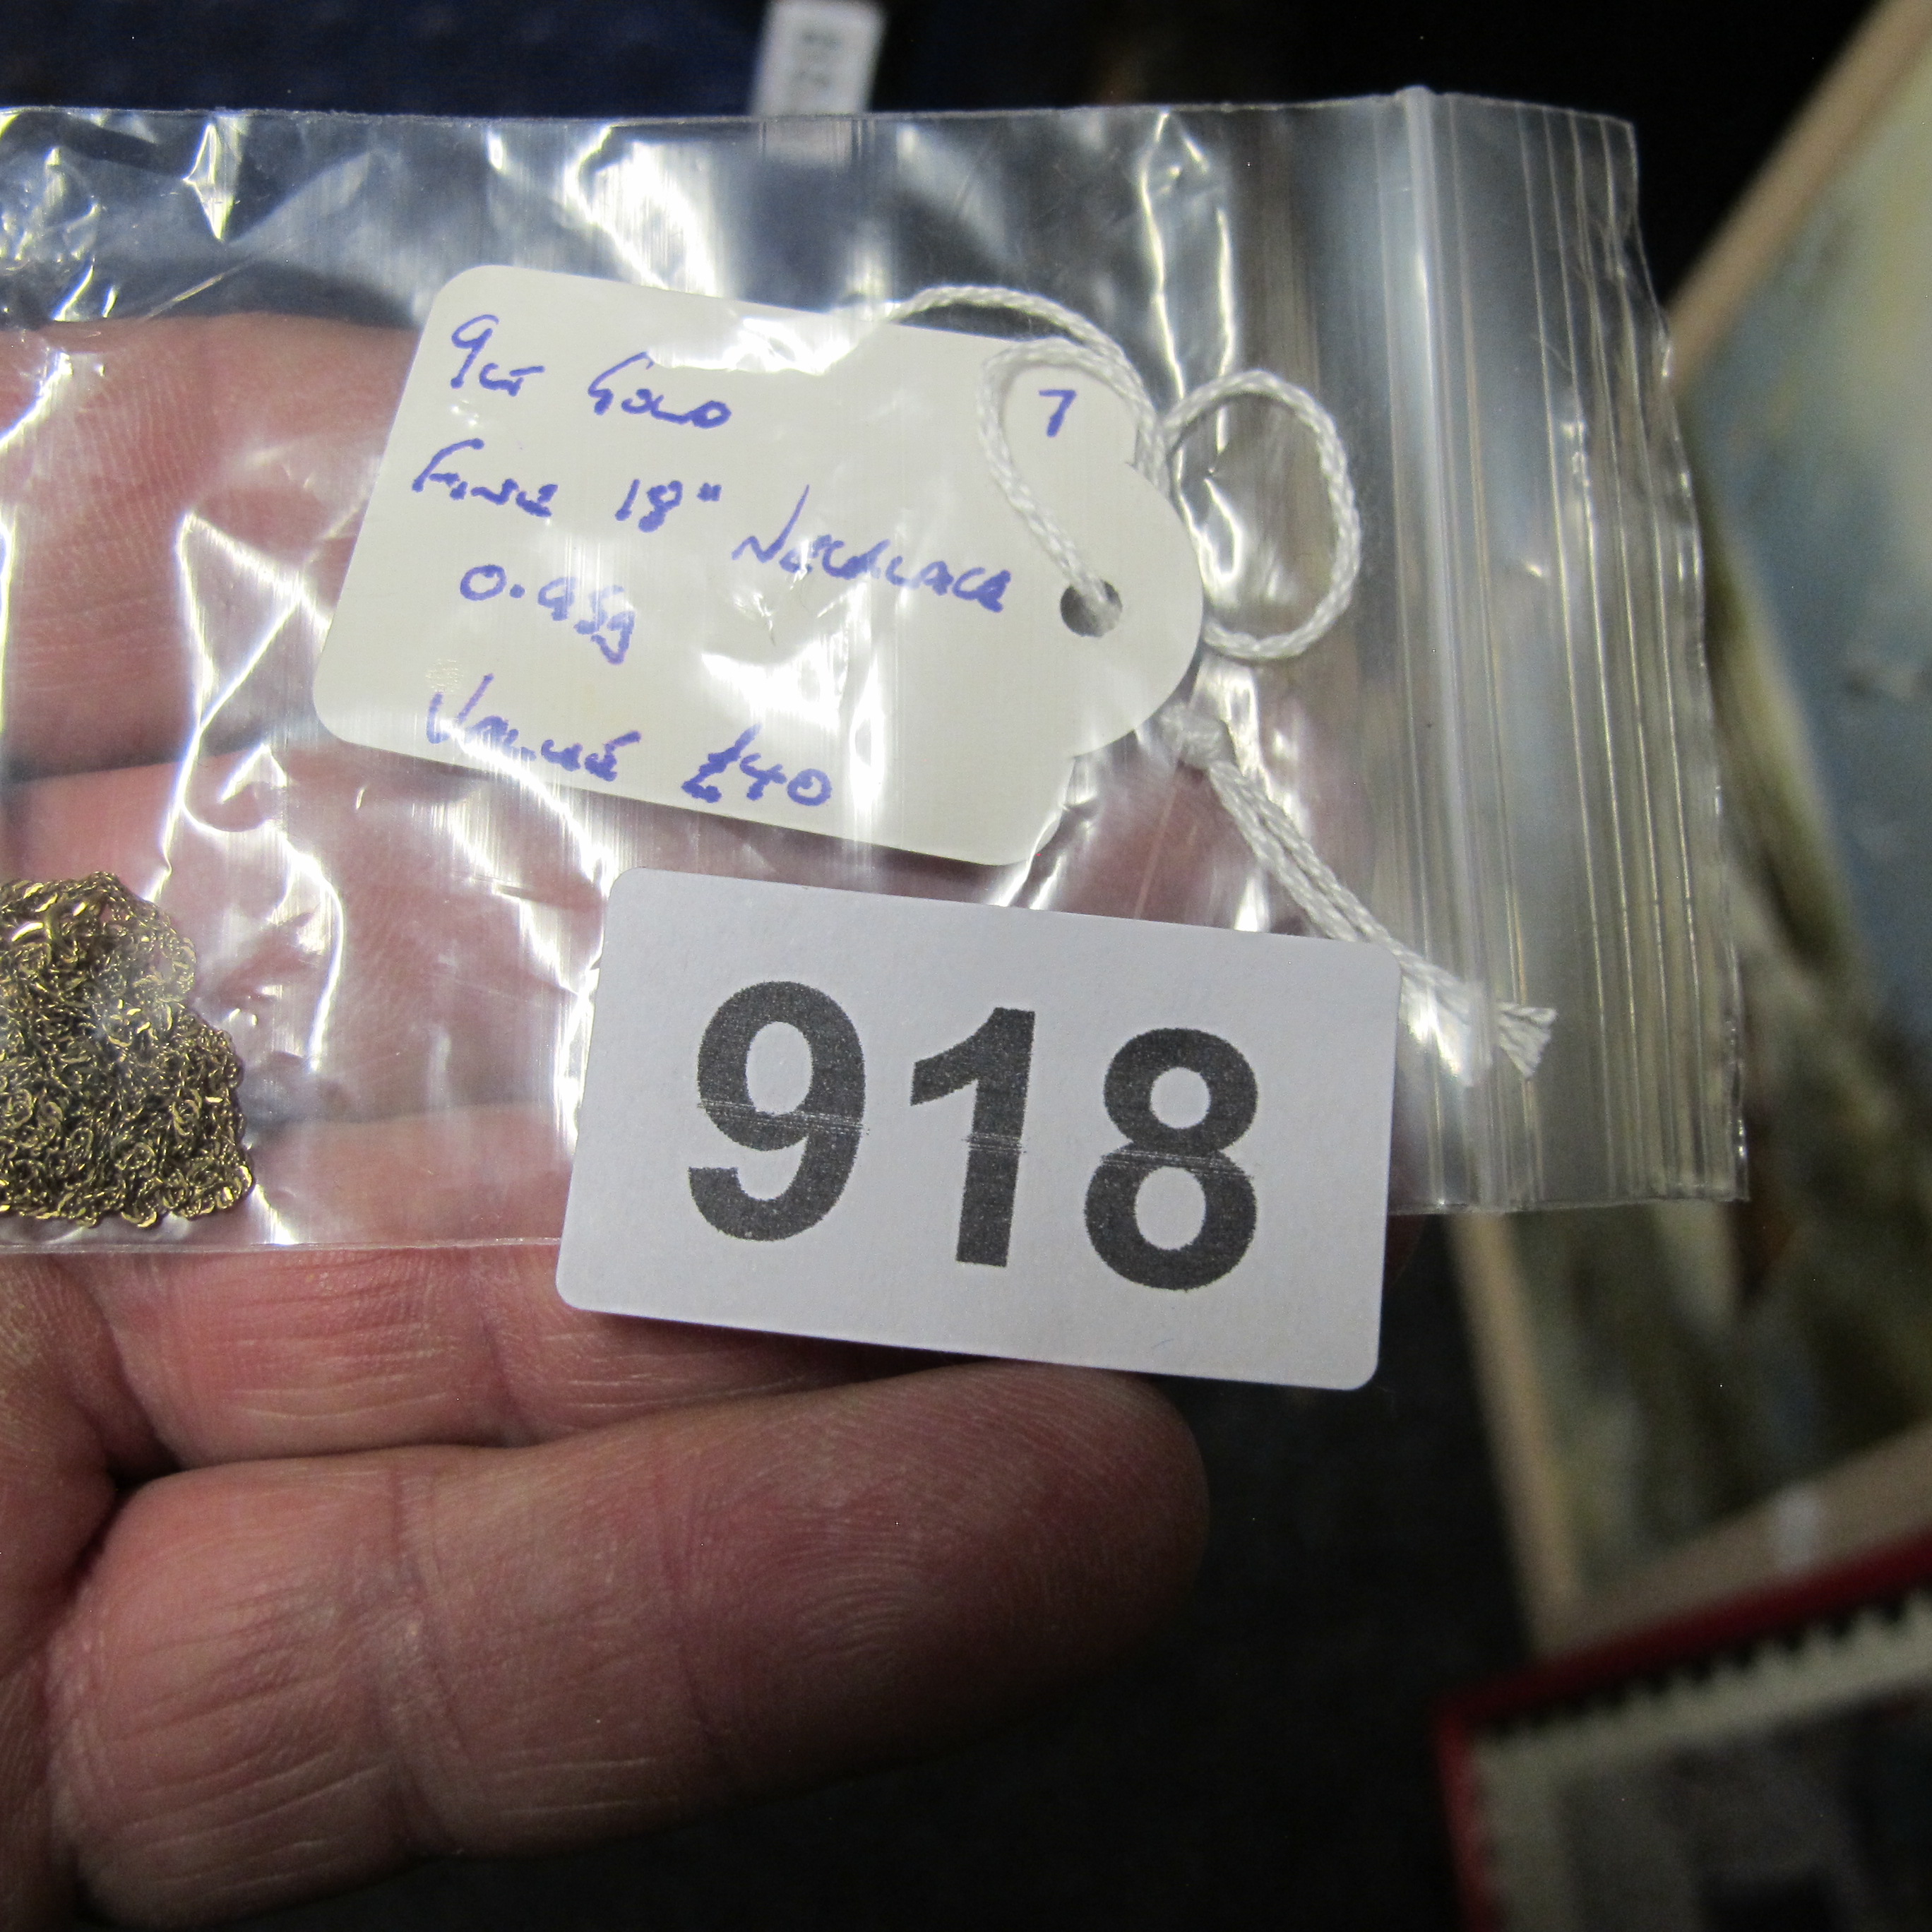 9ct Gold
7
Fine 18" Necklace
0.95g
Value £40
918